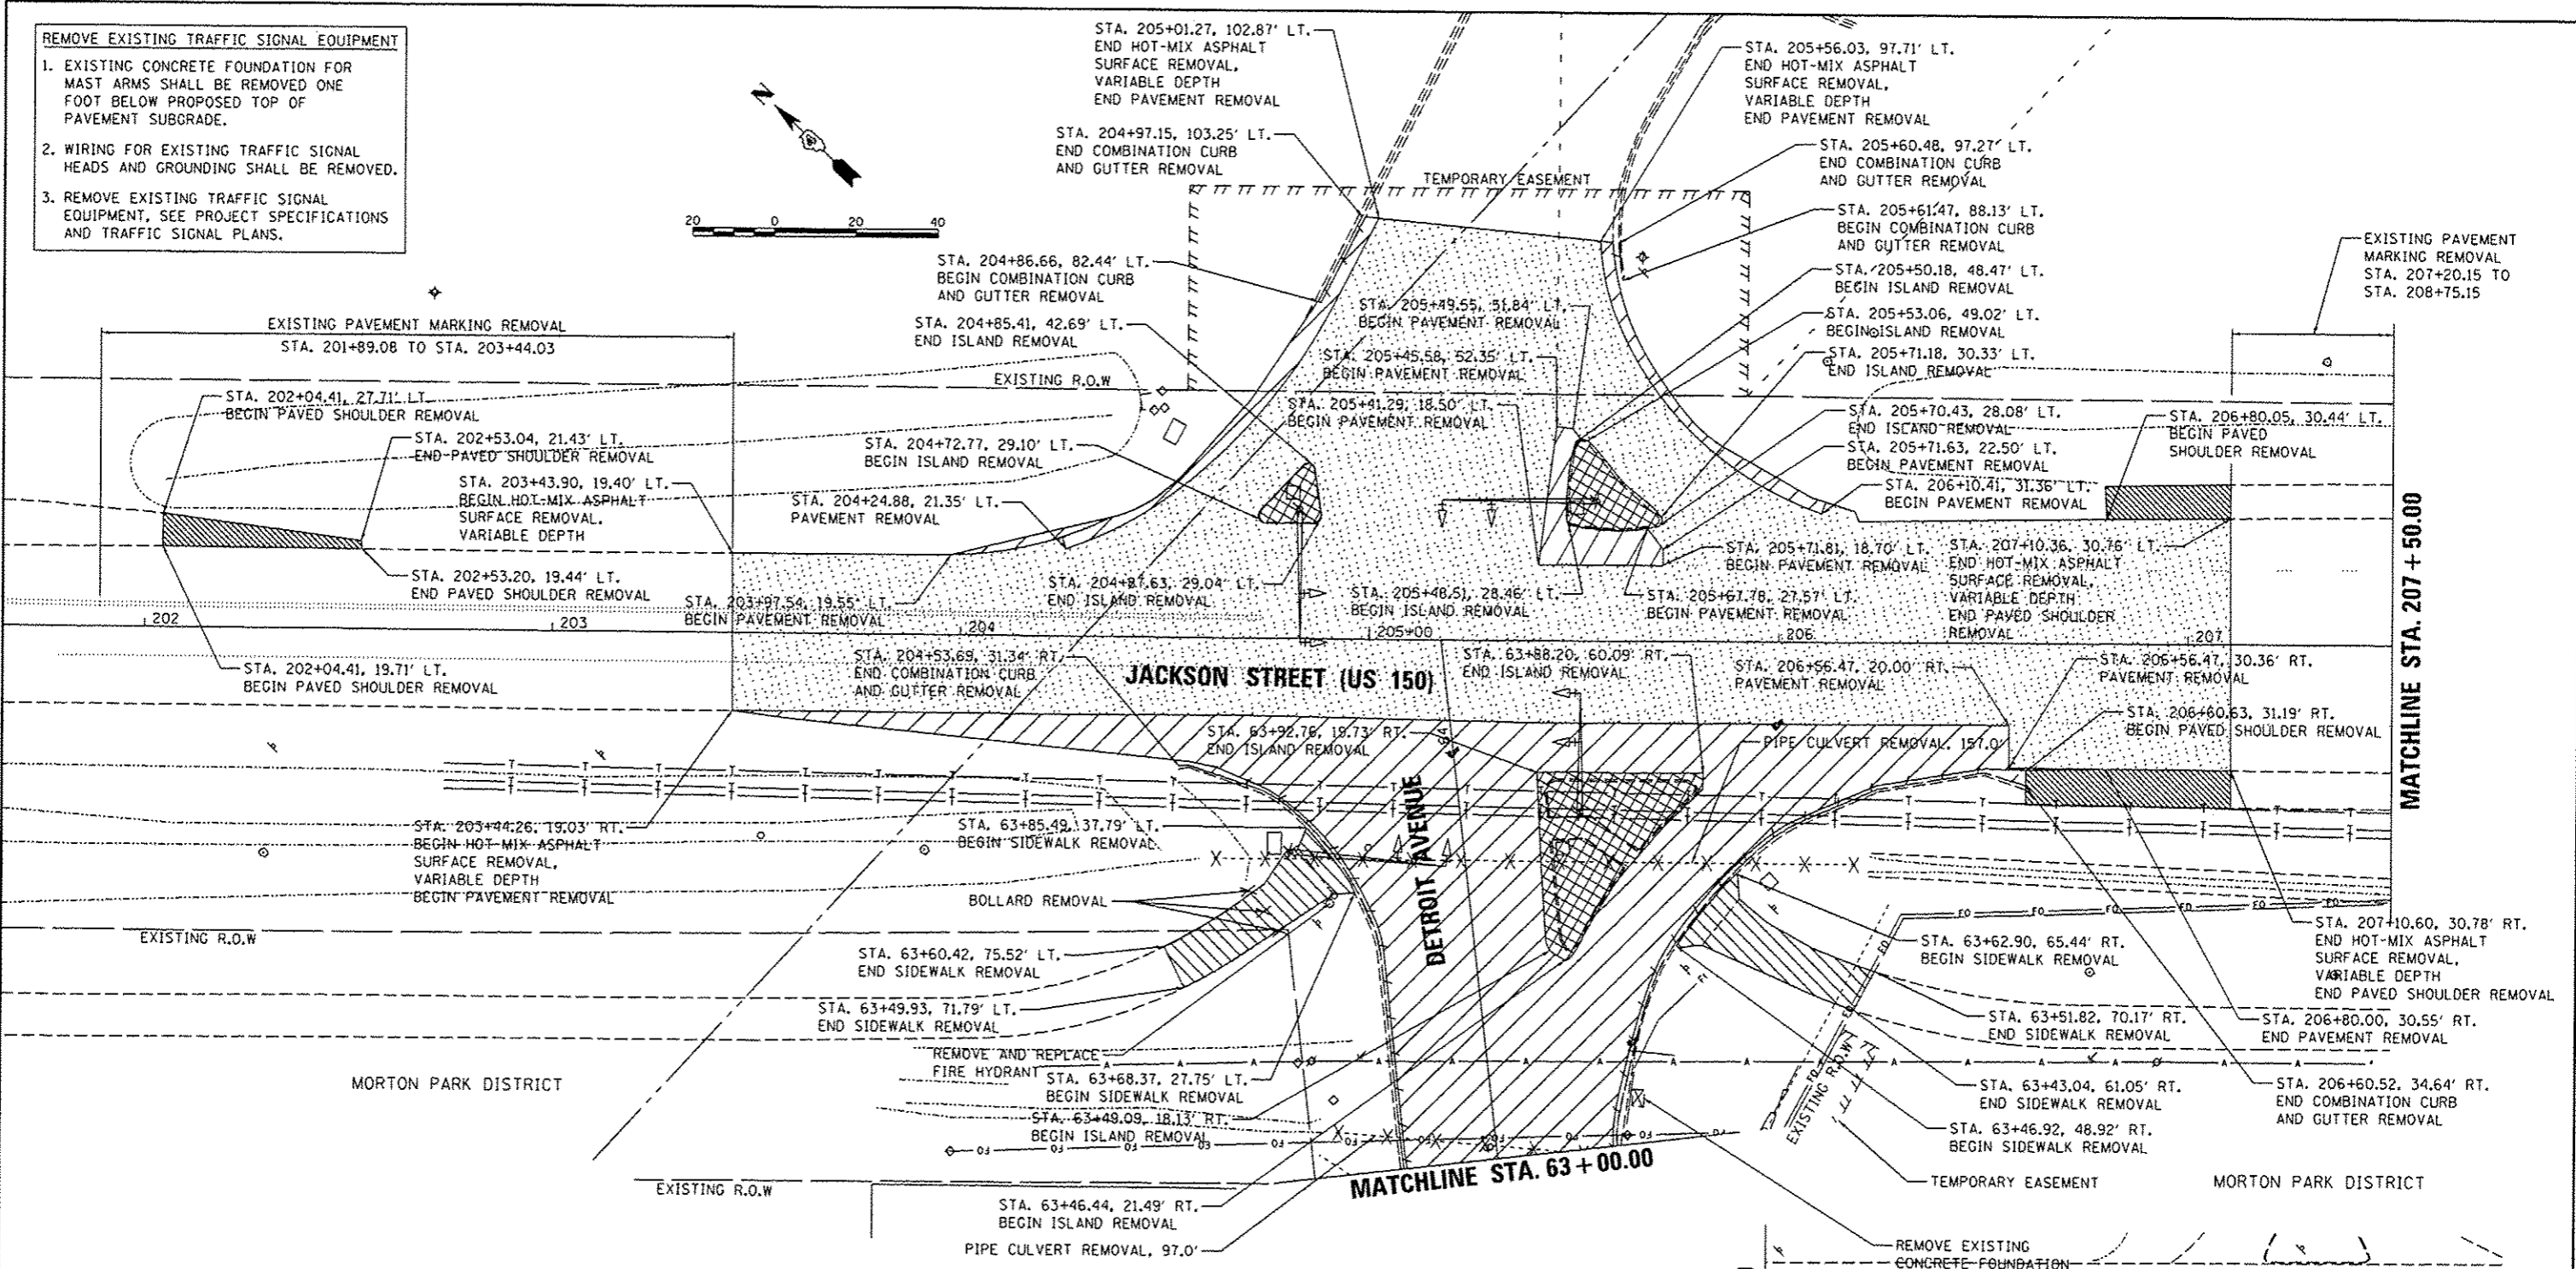 REMOVE EXISTING TRAFFIC SIGNAL EQUIPMENT
1. EXISTING CONCRETE FOUNDATION FOR
MAST ARMS SHALL BE REMOVED ONE
FOOT BELOW PROPOSED TOP OF
PAVEMENT SUBGRADE.
2. WIRING FOR EXISTING TRAFFIC SIGNAL
HEADS AND GROUNDING SHALL BE REMOVED.
3. REMOVE EXISTING TRAFFIC SIGNAL
EQUIPMENT, SEE PROJECT SPECIFICATIONS
AND TRAFFIC SIGNAL PLANS.
N
20 0 20 40
STA. 205+01.27, 102.87' LT.
END HOT-MIX ASPHALT
SURFACE REMOVAL,
VARIABLE DEPTH
END PAVEMENT REMOVAL
STA. 204+97.15, 103.25' LT.
END COMBINATION CURB
AND GUTTER REMOVAL
TEMPORARY EASEMENT
STA. 205+56.03, 97.71' LT.
END HOT-MIX ASPHALT
SURFACE REMOVAL,
VARIABLE DEPTH
END PAVEMENT REMOVAL
STA. 205+60.48, 97.27' LT.
END COMBINATION CURB
AND GUTTER REMOVAL
STA. 205+61.47, 88.13' LT.
BEGIN COMBINATION CURB
AND GUTTER REMOVAL
STA. 205+50.18, 48.47' LT.
BEGIN ISLAND REMOVAL
STA. 205+53.06, 49.02' LT.
BEGIN ISLAND REMOVAL
STA. 205+71.18, 30.33' LT.
END ISLAND REMOVAL
STA. 205+70.43, 28.08' LT.
END ISLAND REMOVAL
STA. 205+71.63, 22.50' LT.
BEGIN PAVEMENT REMOVAL
STA. 206+10.41, 31.36' LT.
BEGIN PAVEMENT REMOVAL
EXISTING PAVEMENT
MARKING REMOVAL
STA. 207+20.15 TO
STA. 208+75.15
STA. 206+80.05, 30.44' LT.
BEGIN PAVED
SHOULDER REMOVAL
STA. 204+86.66, 82.44' LT.
BEGIN COMBINATION CURB
AND GUTTER REMOVAL
STA. 204+85.41, 42.69' LT.
END ISLAND REMOVAL
EXISTING R.O.W
STA. 205+49.55, 51.84' LT.
BEGIN PAVEMENT REMOVAL
STA. 205+45.58, 52.35' LT.
BEGIN PAVEMENT REMOVAL
STA. 205+41.29, 18.50' LT.
BEGIN PAVEMENT REMOVAL
EXISTING PAVEMENT MARKING REMOVAL
STA. 201+89.08 TO STA. 203+44.03
STA. 202+04.41, 27.71' LT.
BEGIN PAVED SHOULDER REMOVAL
STA. 202+53.04, 21.43' LT.
END PAVED SHOULDER REMOVAL
STA. 203+43.90, 19.40' LT.
BEGIN HOT-MIX ASPHALT
SURFACE REMOVAL,
VARIABLE DEPTH
STA. 204+72.77, 29.10' LT.
BEGIN ISLAND REMOVAL
STA. 204+24.88, 21.35' LT.
PAVEMENT REMOVAL
STA. 202+53.20, 19.44' LT.
END PAVED SHOULDER REMOVAL
STA. 203+97.54, 19.55' LT.
BEGIN PAVEMENT REMOVAL
STA. 204+87.63, 29.04' LT.
END ISLAND REMOVAL
STA. 205+48.51, 28.46' LT.
BEGIN ISLAND REMOVAL
STA. 205+67.78, 27.57' LT.
BEGIN PAVEMENT REMOVAL
STA. 205+71.81, 18.70' LT.
BEGIN PAVEMENT REMOVAL
STA. 207+10.36, 30.76' LT.
END HOT-MIX ASPHALT
SURFACE REMOVAL,
VARIABLE DEPTH
END PAVED SHOULDER
REMOVAL
MATCHLINE STA. 207+50.00
202 203 204 205+00 206 207
STA. 202+04.41, 19.71' LT.
BEGIN PAVED SHOULDER REMOVAL
STA. 204+53.69, 31.34' RT.
END COMBINATION CURB
AND GUTTER REMOVAL
JACKSON STREET (US 150)
STA. 63+88.20, 60.09' RT.
END ISLAND REMOVAL
STA. 206+56.47, 20.00' RT.
PAVEMENT REMOVAL
STA. 206+56.47, 30.36' RT.
PAVEMENT REMOVAL
STA. 206+60.63, 31.19' RT.
BEGIN PAVED SHOULDER REMOVAL
STA. 63+92.76, 19.73' RT.
END ISLAND REMOVAL
64
PIPE CULVERT REMOVAL, 157.0'
DETROIT AVENUE
STA. 203+44.26, 19.03' RT.
BEGIN HOT-MIX ASPHALT
SURFACE REMOVAL,
VARIABLE DEPTH
BEGIN PAVEMENT REMOVAL
STA. 63+85.49, 37.79' LT.
BEGIN SIDEWALK REMOVAL
BOLLARD REMOVAL
EXISTING R.O.W
STA. 63+60.42, 75.52' LT.
END SIDEWALK REMOVAL
STA. 63+49.93, 71.79' LT.
END SIDEWALK REMOVAL
REMOVE AND REPLACE
FIRE HYDRANT
STA. 63+68.37, 27.75' LT.
BEGIN SIDEWALK REMOVAL
STA. 63+49.09, 18.13' RT.
BEGIN ISLAND REMOVAL
MORTON PARK DISTRICT
EXISTING R.O.W
STA. 63+46.44, 21.49' RT.
BEGIN ISLAND REMOVAL
PIPE CULVERT REMOVAL, 97.0'
MATCHLINE STA. 63+00.00
STA. 63+62.90, 65.44' RT.
BEGIN SIDEWALK REMOVAL
STA. 207+10.60, 30.78' RT.
END HOT-MIX ASPHALT
SURFACE REMOVAL,
VARIABLE DEPTH
END PAVED SHOULDER REMOVAL
STA. 63+51.82, 70.17' RT.
END SIDEWALK REMOVAL
STA. 206+80.00, 30.55' RT.
END PAVEMENT REMOVAL
STA. 63+43.04, 61.05' RT.
END SIDEWALK REMOVAL
STA. 206+60.52, 34.64' RT.
END COMBINATION CURB
AND GUTTER REMOVAL
STA. 63+46.92, 48.92' RT.
BEGIN SIDEWALK REMOVAL
EXISTING R.O.W
TEMPORARY EASEMENT
MORTON PARK DISTRICT
REMOVE EXISTING
CONCRETE FOUNDATION